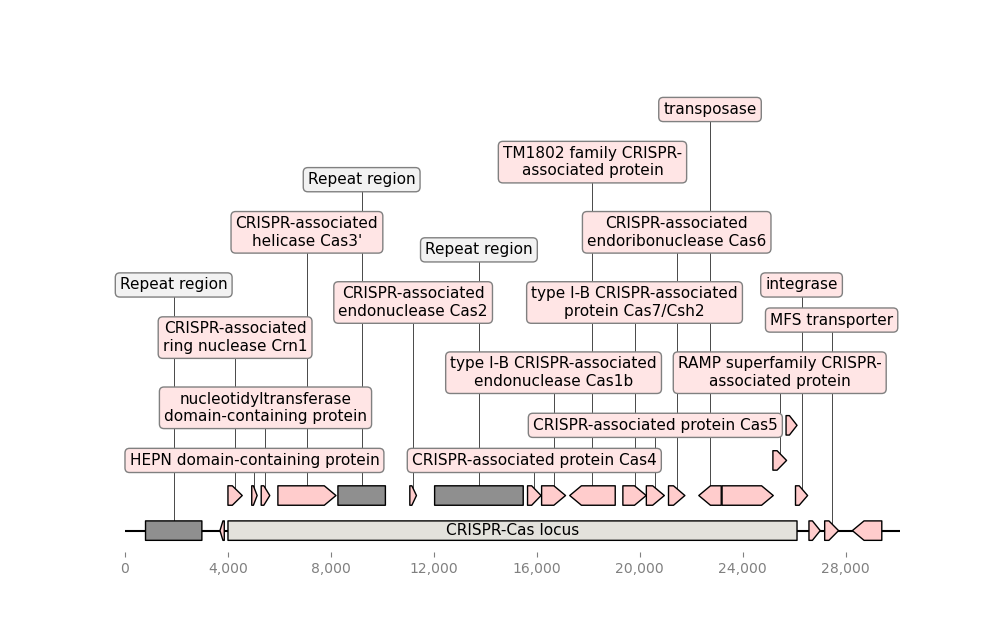 transposase
TM1802 family CRISPR-
associated protein
Repeat region
CRISPR-associated
helicase Cas3'
CRISPR-associated
endoribonuclease Cas6
Repeat region
Repeat region
integrase
CRISPR-associated
endonuclease Cas2
type I-B CRISPR-associated
protein Cas7/Csh2
MFS transporter
CRISPR-associated
ring nuclease Crn1
type I-B CRISPR-associated
endonuclease Cas1b
RAMP superfamily CRISPR-
associated protein
nucleotidyltransferase
domain-containing protein
CRISPR-associated protein Cas5
HEPN domain-containing protein
CRISPR-associated protein Cas4
CRISPR-Cas locus
0 4,000 8,000 12,000 16,000 20,000 24,000 28,000